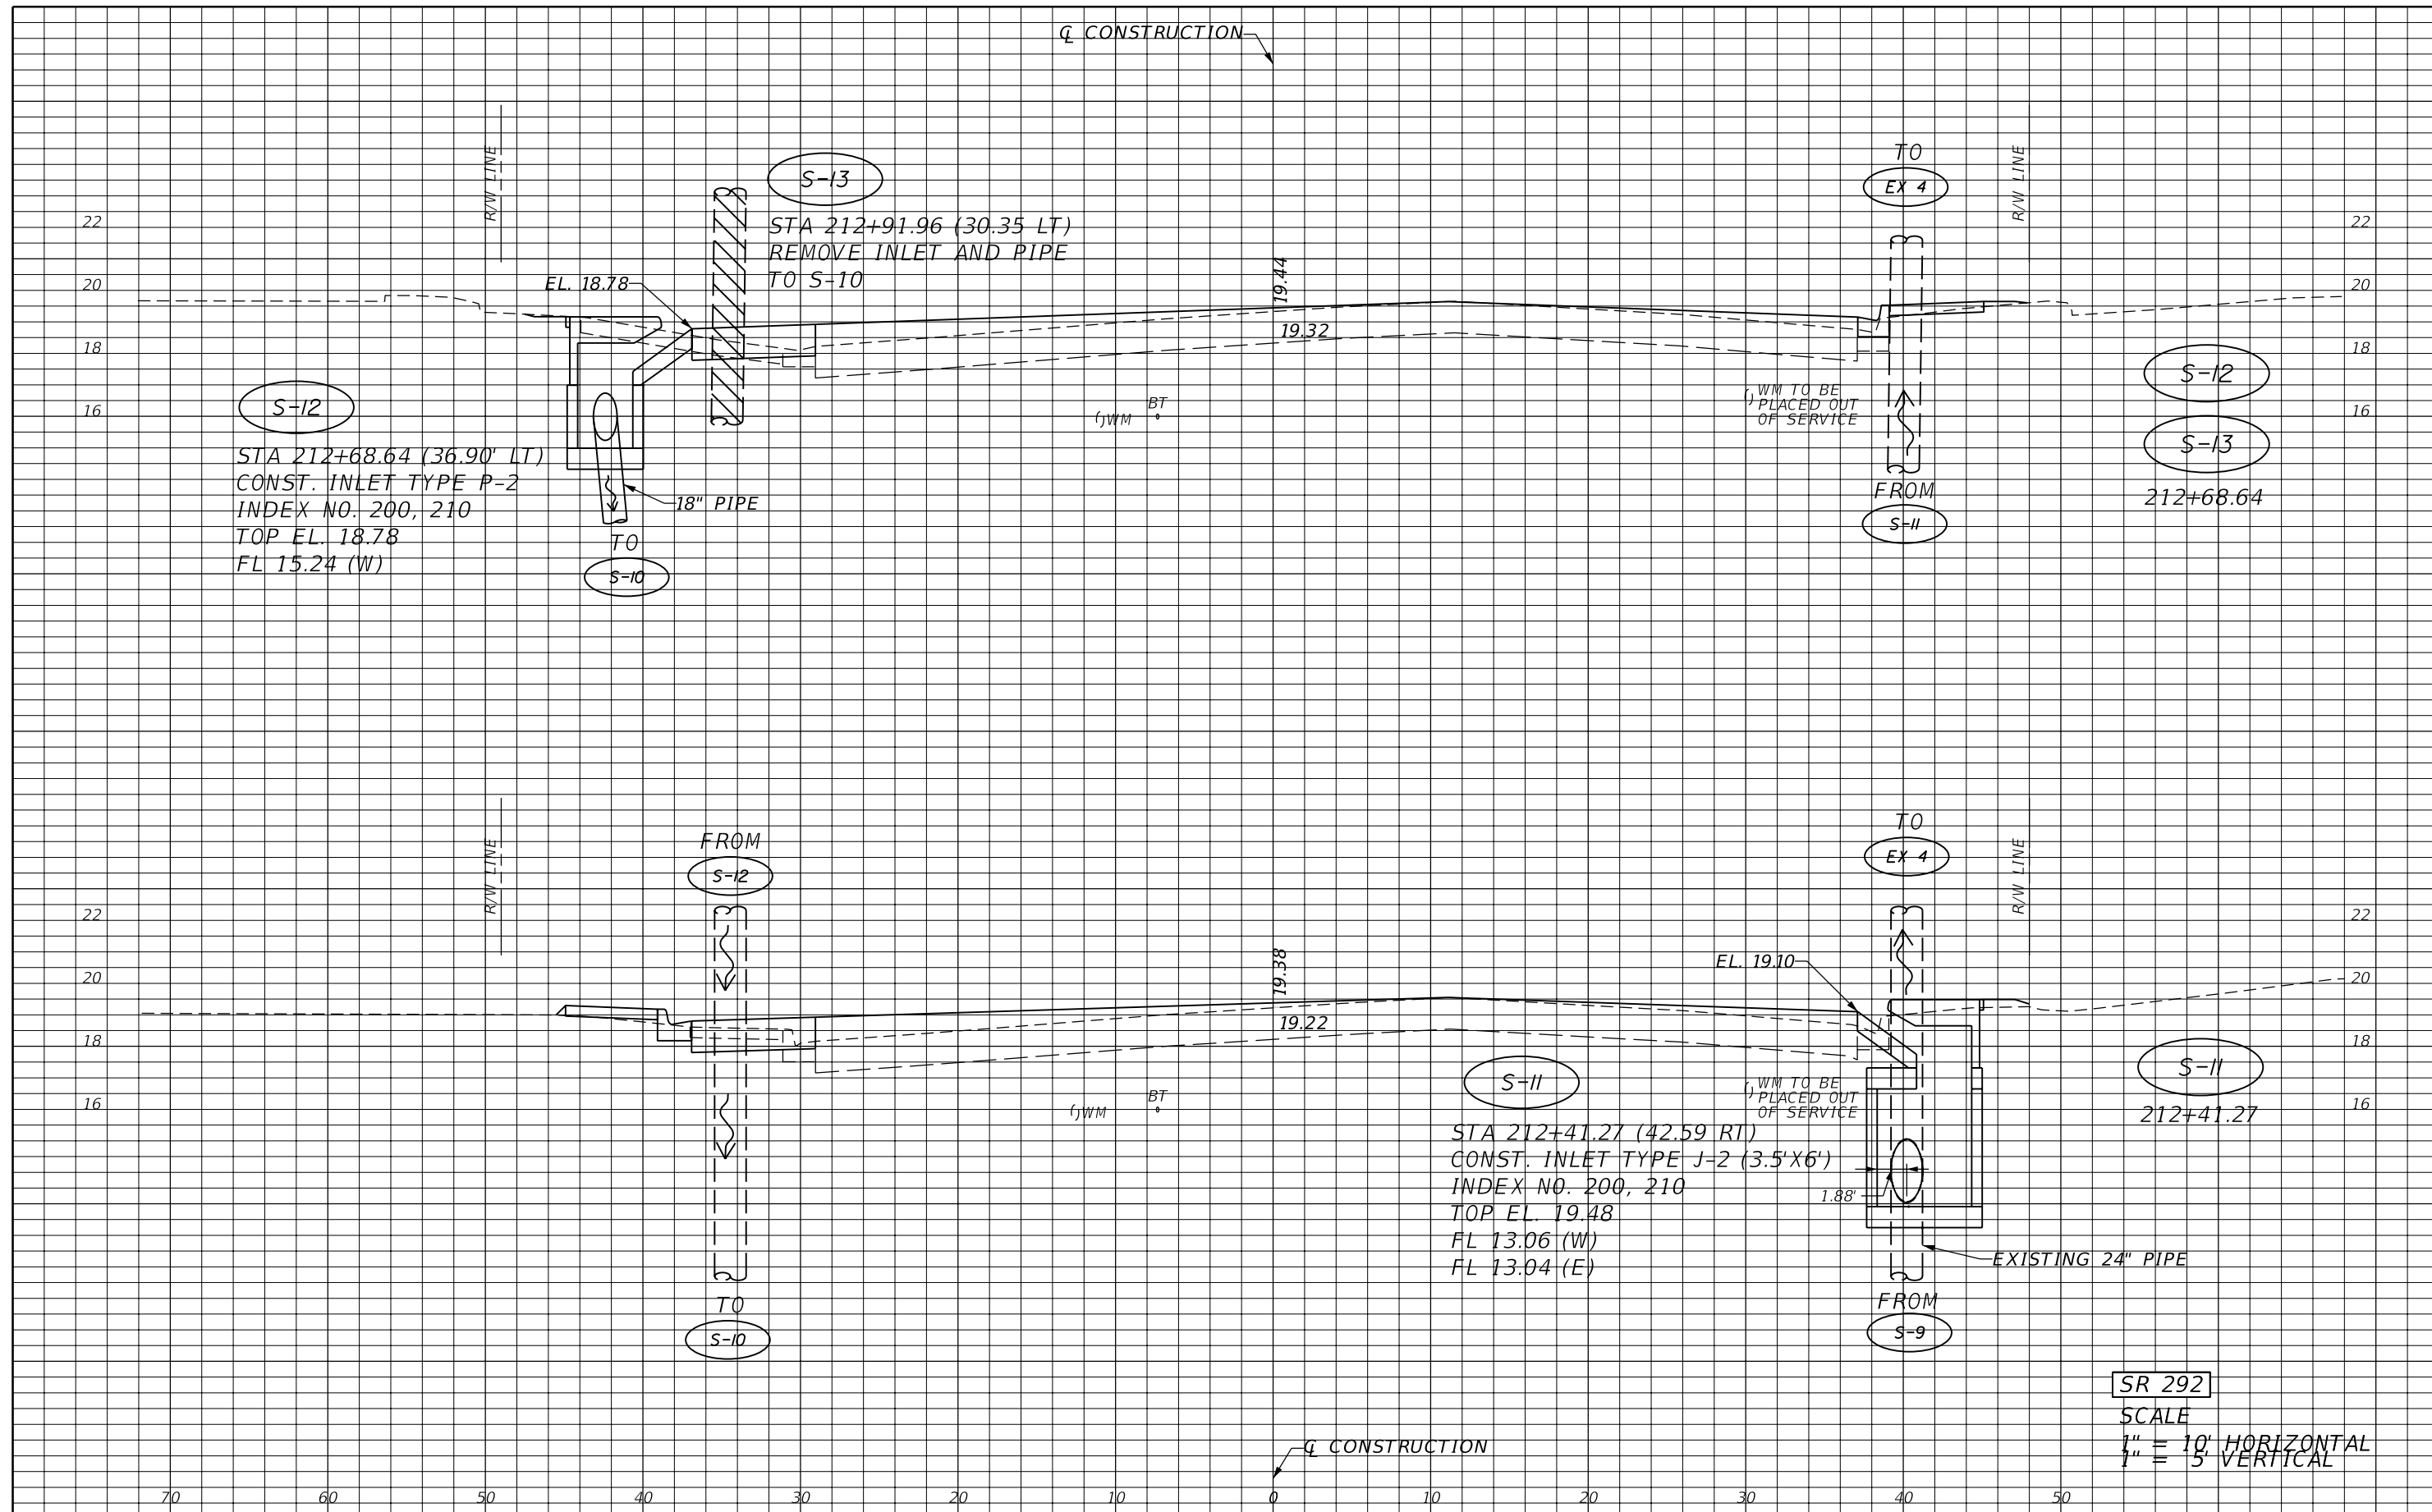 ℄ CONSTRUCTION
R/W LINE
S-13
STA 212+91.96 (30.35 LT)
REMOVE INLET AND PIPE
TO S-10
TO
EX 4
R/W LINE
22
22
20
EL. 18.78
19.44
20
19.32
18
18
S-12
16
WM
BT
WM TO BE
PLACED OUT
OF SERVICE
16
S-12
S-13
212+68.64
STA 212+68.64 (36.90' LT)
CONST. INLET TYPE P-2
INDEX NO. 200, 210
TOP EL. 18.78
FL 15.24 (W)
18" PIPE
TO
S-10
FROM
S-11
R/W LINE
FROM
S-12
TO
EX 4
R/W LINE
22
22
20
19.38
EL. 19.10
20
19.22
18
18
16
WM
BT
S-11
WM TO BE
PLACED OUT
OF SERVICE
16
S-11
212+41.27
STA 212+41.27 (42.59 RT)
CONST. INLET TYPE J-2 (3.5'X6')
INDEX NO. 200, 210
TOP EL. 19.48
FL 13.06 (W)
FL 13.04 (E)
1.88'
EXISTING 24" PIPE
TO
S-10
FROM
S-9
SR 292
SCALE
1" = 10' HORIZONTAL
1" = 5' VERTICAL
℄ CONSTRUCTION
70 60 50 40 30 20 10 0 10 20 30 40 50